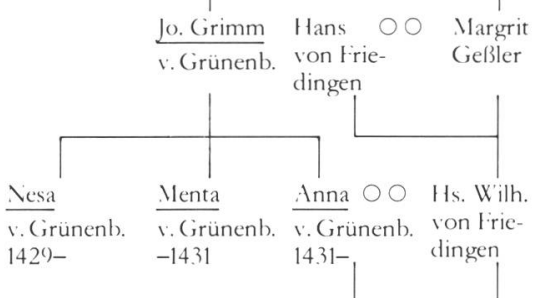 Jo. Grimm
v. Grünenb.
Hans ○○ Margrit
von Frie- Geßler
dingen
Nesa
v. Grünenb.
1429–
Menta
v. Grünenb.
–1431
Anna ○○ Hs. Wilh.
v. Grünenb. von Frie-
1431– dingen